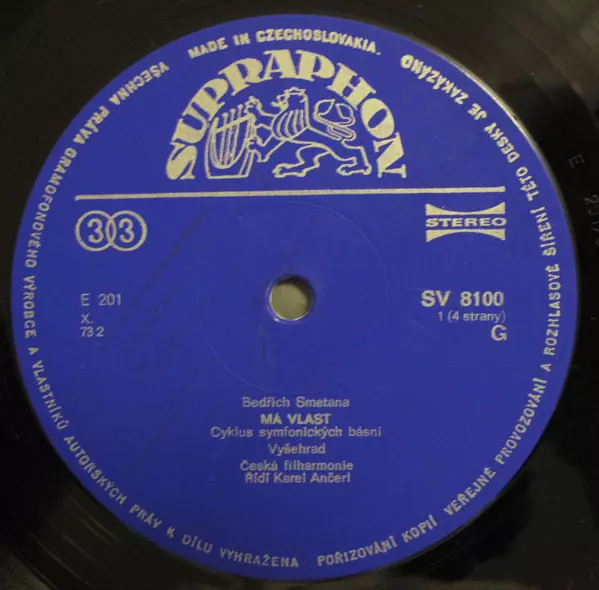 VŠECHNA PRÁVA GRAMOFONOVÉHO VÝROBCE A VLASTNÍKŮ AUTORSKÝCH PRÁV K DÍLU VYHRAŽENA . POŘIZOVÁNÍ KOPIÍ VEŘEJNÉ PROVOZOVÁNÍ A ROZHLASOVÉ ŠÍŘENÍ TÉTO DESKY JE ZAKÁZÁNO
MADE IN CZECHOSLOVAKIA.
SUPRAPHON
33
STEREO
E 201
X.
73 2
SV 8100
1 (4 strany)
G
Bedřich Smetana
MÁ VLAST
Cyklus symfonických básní
Vyšehrad
Česká filharmonie
Řídí Karel Ančerl